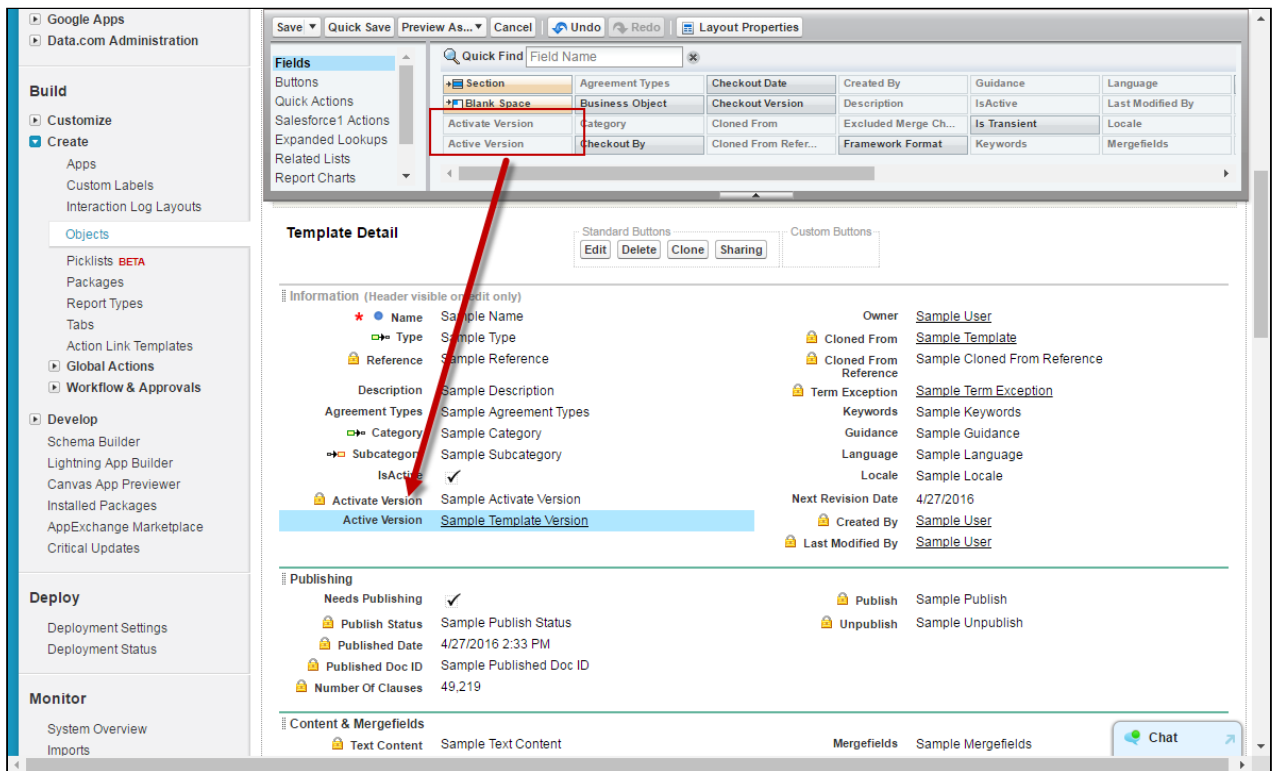 Google Apps
Data.com Administration
Build
Customize
Create
Apps
Custom Labels
Interaction Log Layouts
Objects
Picklists BETA
Packages
Report Types
Tabs
Action Link Templates
Global Actions
Workflow & Approvals
Develop
Schema Builder
Lightning App Builder
Canvas App Previewer
Installed Packages
AppExchange Marketplace
Critical Updates
Deploy
Deployment Settings
Deployment Status
Monitor
System Overview
Imports
Save Quick Save Preview As... Cancel Undo Redo Layout Properties
Fields
Buttons
Quick Actions
Salesforce1 Actions
Expanded Lookups
Related Lists
Report Charts
Quick Find Field Name
Section Agreement Types Checkout Date Created By Guidance Language
Blank Space Business Object Checkout Version Description IsActive Last Modified By
Activate Version Category Cloned From Excluded Merge Ch... Is Transient Locale
Active Version Checkout By Cloned From Refer... Framework Format Keywords Mergefields
Template Detail
Standard Buttons
Edit Delete Clone Sharing
Custom Buttons
Information (Header visible on edit only)
Name Sample Name Owner Sample User
Type Sample Type Cloned From Sample Template
Reference Sample Reference Cloned From Reference Sample Cloned From Reference
Description Sample Description Term Exception Sample Term Exception
Agreement Types Sample Agreement Types Keywords Sample Keywords
Category Sample Category Guidance Sample Guidance
Subcategory Sample Subcategory Language Sample Language
IsActive Locale Sample Locale
Activate Version Sample Activate Version Next Revision Date 4/27/2016
Active Version Sample Template Version Created By Sample User
Last Modified By Sample User
Publishing
Needs Publishing Publish Sample Publish
Publish Status Sample Publish Status Unpublish Sample Unpublish
Published Date 4/27/2016 2:33 PM
Published Doc ID Sample Published Doc ID
Number Of Clauses 49,219
Content & Mergefields
Text Content Sample Text Content Mergefields Sample Mergefields
Chat